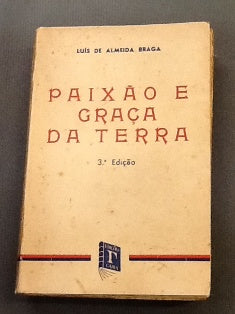 LUÍS DE ALMEIDA BRAGA
PAIXÃO E
GRAÇA
DA TERRA
3.ª Edição